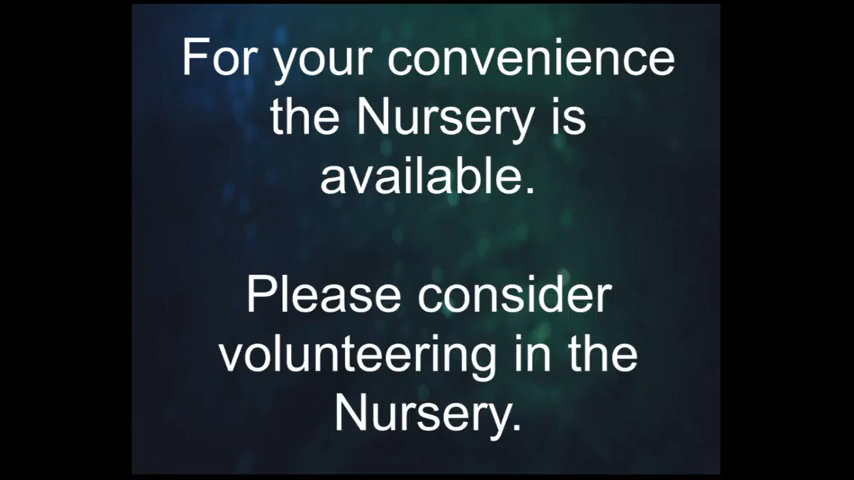 For your convenience
the Nursery is
available.
Please consider
volunteering in the
Nursery.